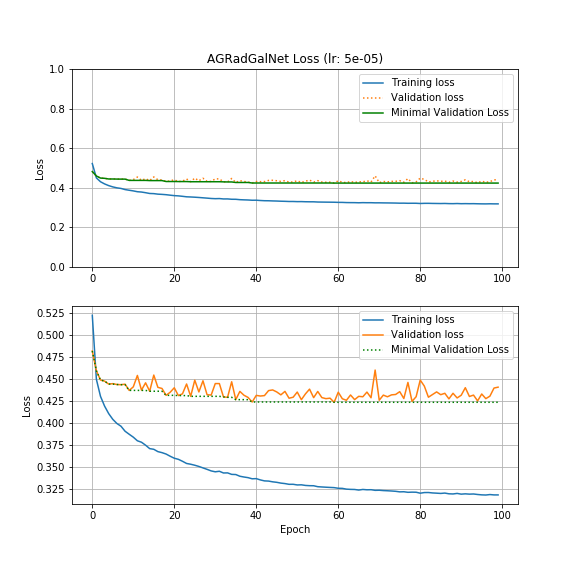 AGRadGalNet Loss (lr: 5e-05)
1.0
0.8
0.6
0.4
0.2
0.0
Loss
Training loss
Validation loss
Minimal Validation Loss
0 20 40 60 80 100
0.525
0.500
0.475
0.450
0.425
0.400
0.375
0.350
0.325
Loss
Training loss
Validation loss
Minimal Validation Loss
0 20 40 60 80 100
Epoch